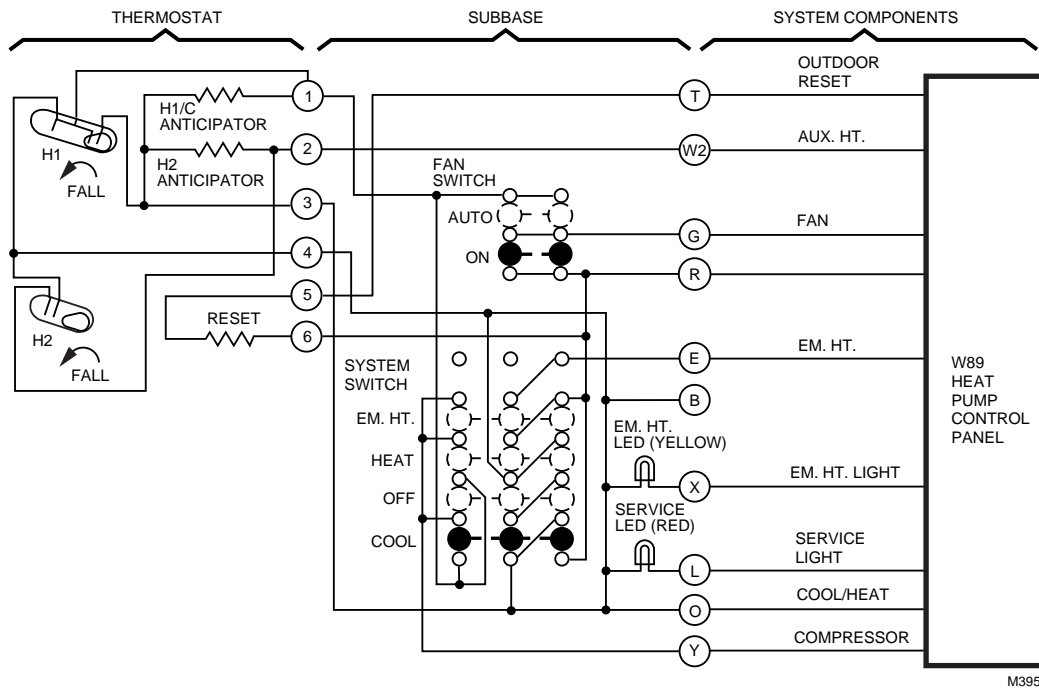 THERMOSTAT
SUBBASE
SYSTEM COMPONENTS
OUTDOOR
RESET
T
1
H1/C
ANTICIPATOR
H1
FALL
2
H2
ANTICIPATOR
W2
AUX. HT.
FAN
SWITCH
3
AUTO
G
FAN
4
ON
R
5
RESET
6
H2
FALL
SYSTEM
SWITCH
E
EM. HT.
W89
HEAT
PUMP
CONTROL
PANEL
B
EM. HT.
EM. HT.
LED (YELLOW)
HEAT
X
EM. HT. LIGHT
OFF
SERVICE
LED (RED)
COOL
SERVICE
LIGHT
L
COOL/HEAT
O
COMPRESSOR
Y
M395